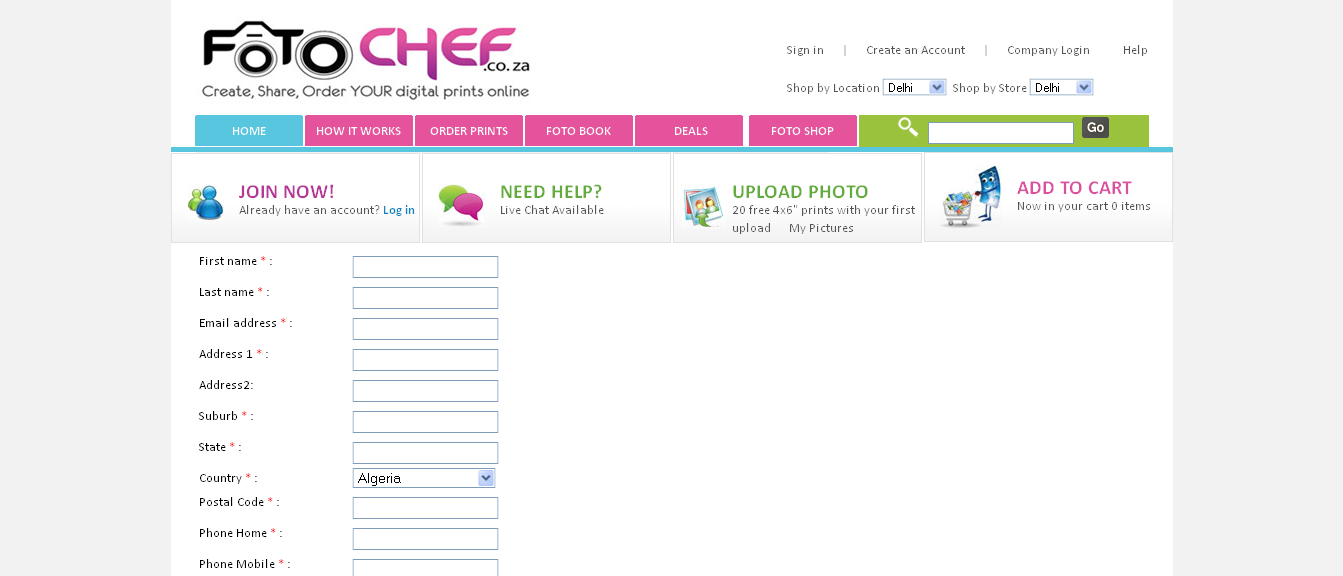 FOTO CHEF.co.za
Create, Share, Order YOUR digital prints online
Sign in | Create an Account | Company Login Help
Shop by Location Delhi Shop by Store Delhi
HOME HOW IT WORKS ORDER PRINTS FOTO BOOK DEALS FOTO SHOP Go
JOIN NOW!
Already have an account? Log in
NEED HELP?
Live Chat Available
UPLOAD PHOTO
20 free 4x6" prints with your first
upload My Pictures
ADD TO CART
Now in your cart 0 items
First name * :
Last name * :
Email address * :
Address 1 * :
Address2:
Suburb * :
State * :
Country * : Algeria
Postal Code * :
Phone Home * :
Phone Mobile * :